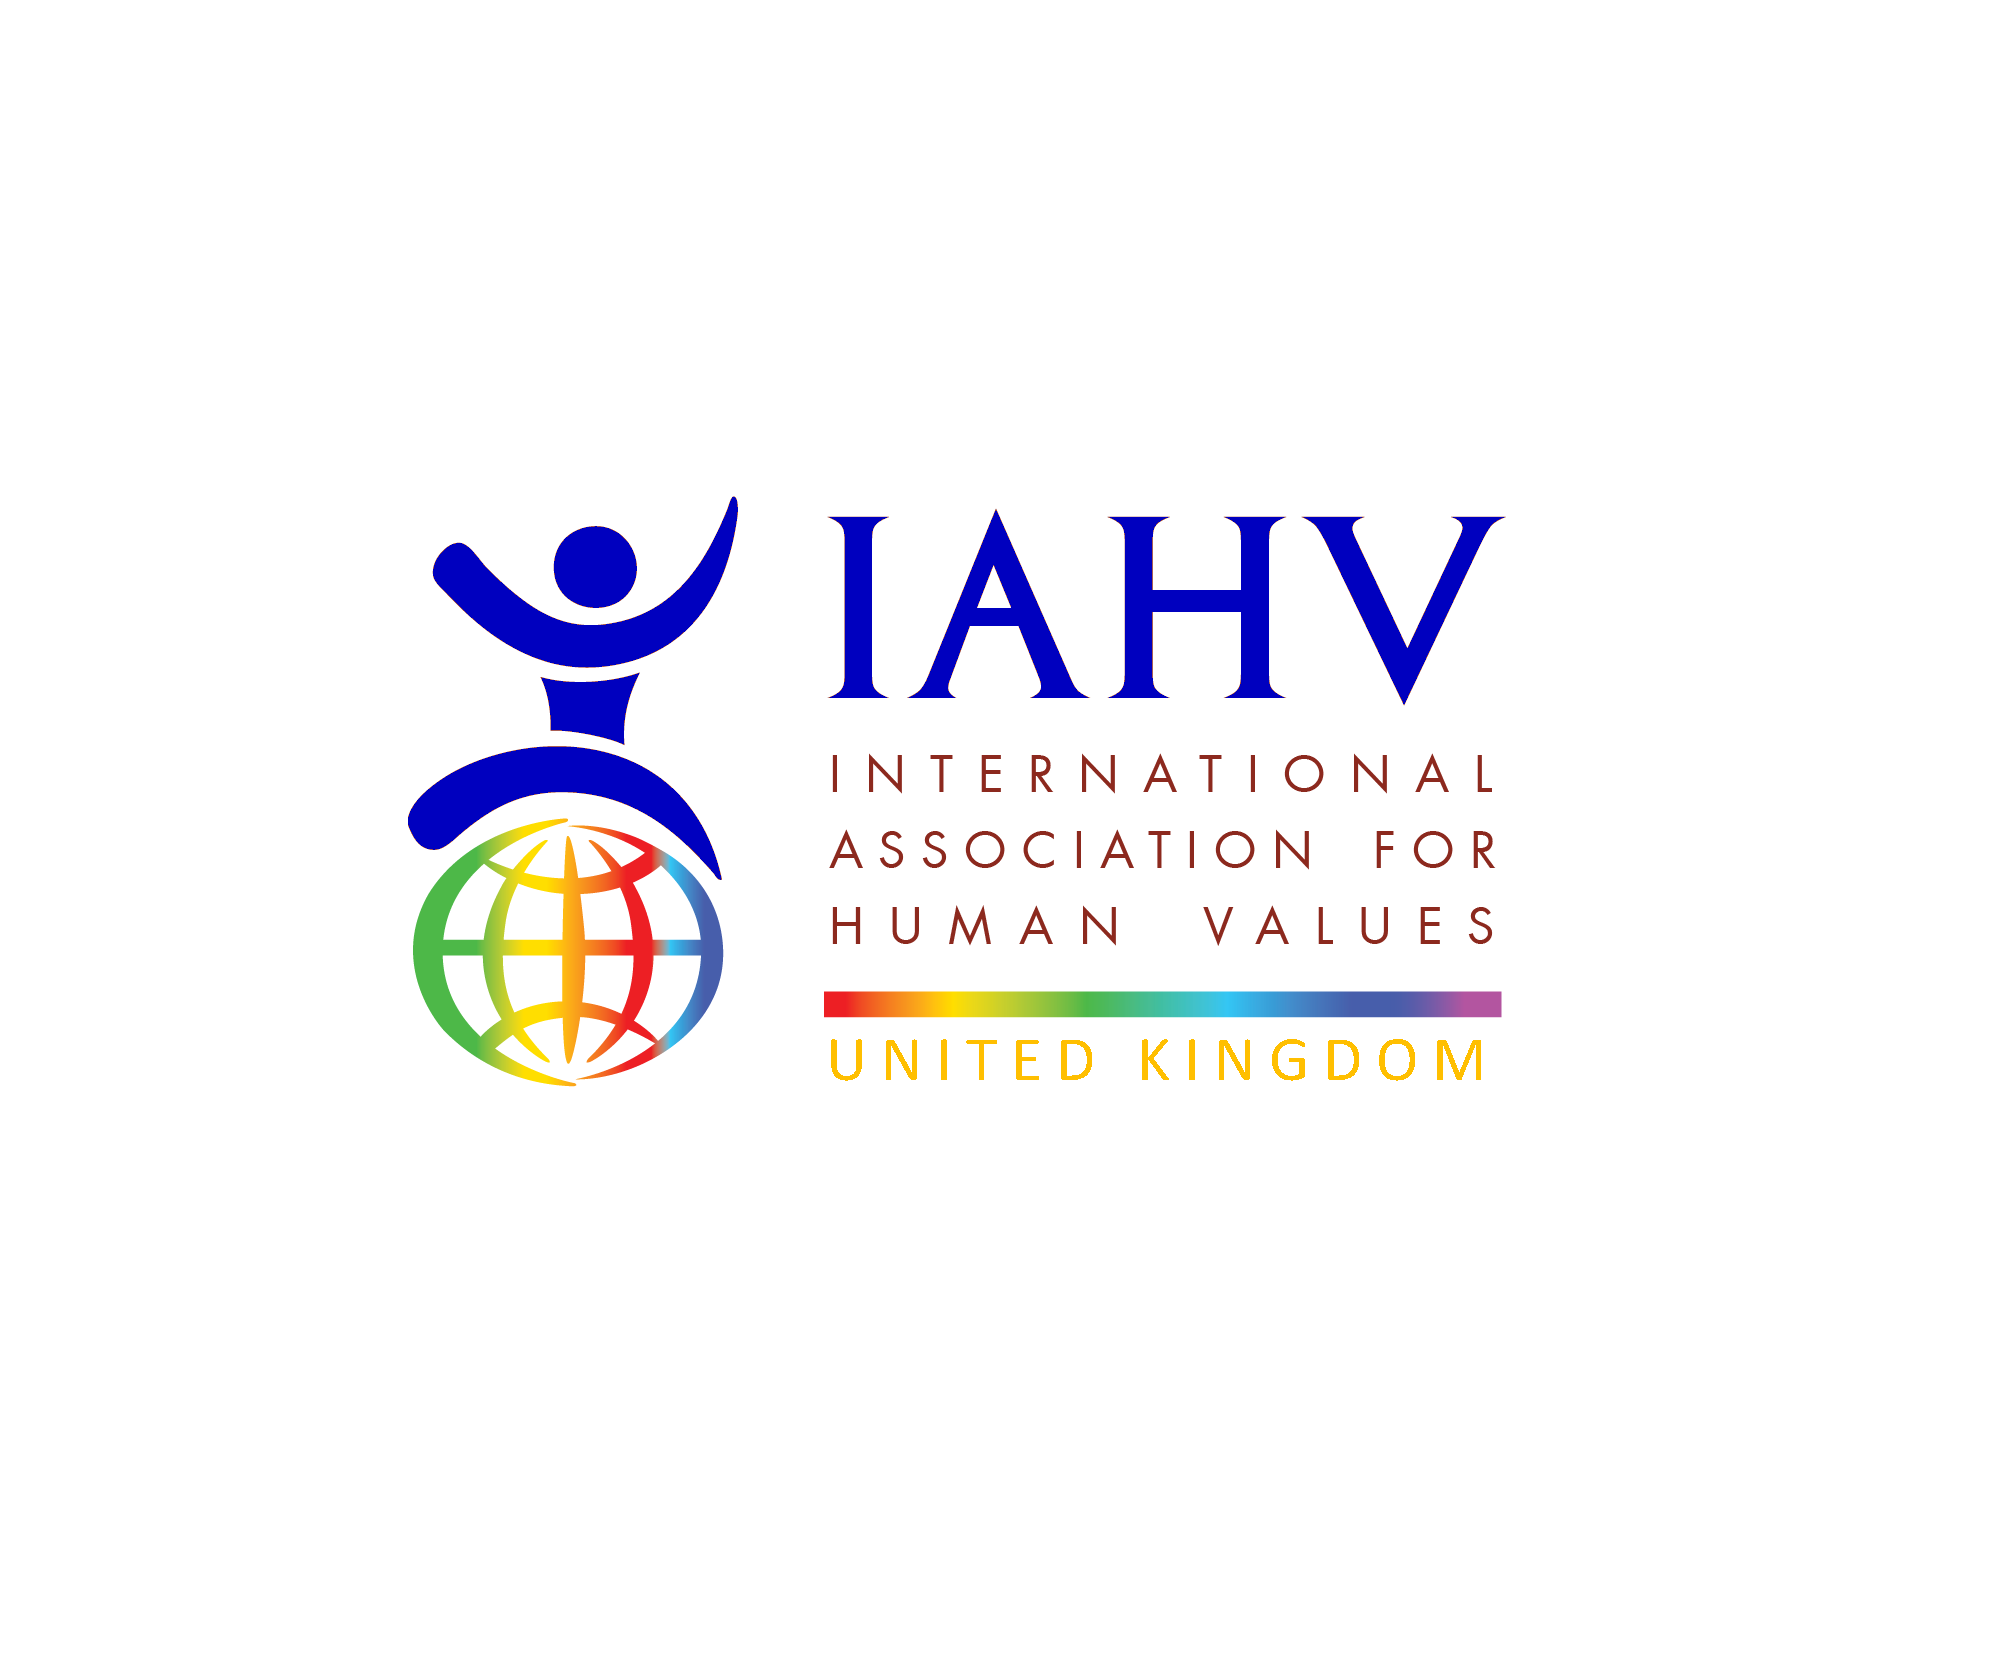 IAHV
INTERNATIONAL
ASSOCIATION FOR
HUMAN VALUES
UNITED KINGDOM